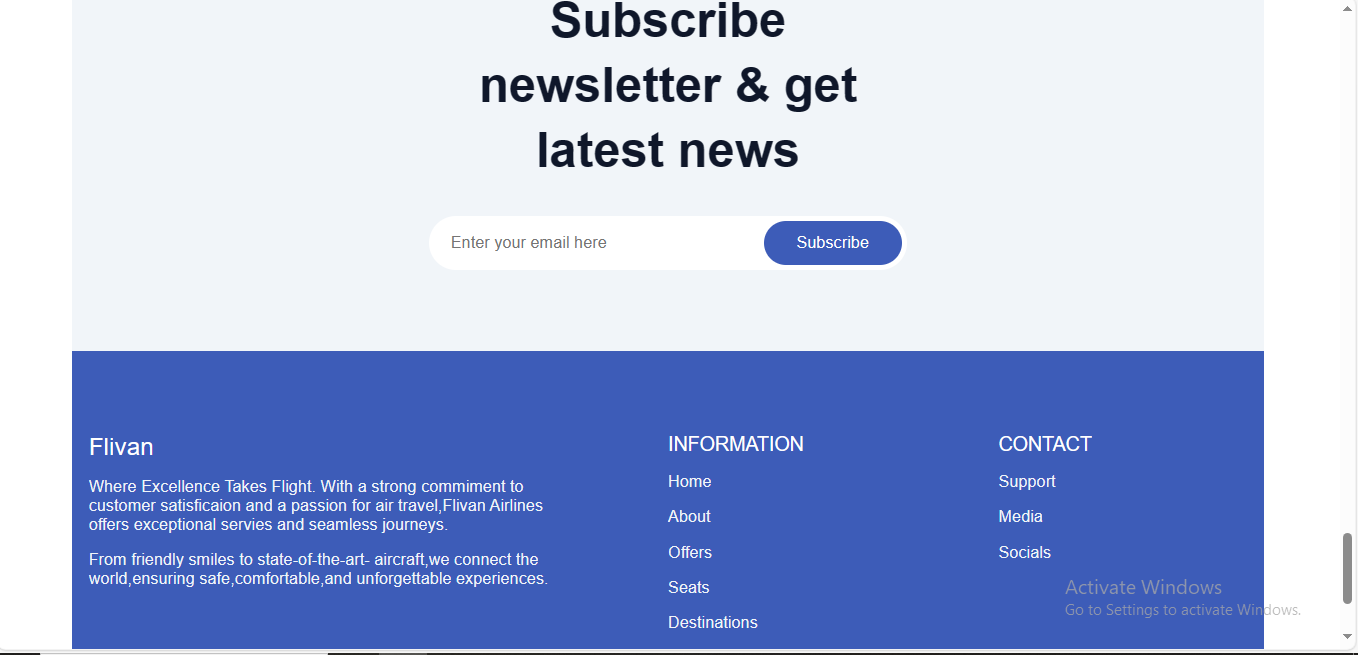 Subscribe
newsletter & get
latest news
Enter your email here
Subscribe
Flivan
Where Excellence Takes Flight. With a strong commiment to
customer satisficaion and a passion for air travel,Flivan Airlines
offers exceptional servies and seamless journeys.
From friendly smiles to state-of-the-art- aircraft,we connect the
world,ensuring safe,comfortable,and unforgettable experiences.
INFORMATION
Home
About
Offers
Seats
Destinations
CONTACT
Support
Media
Socials
Activate Windows
Go to Settings to activate Windows.